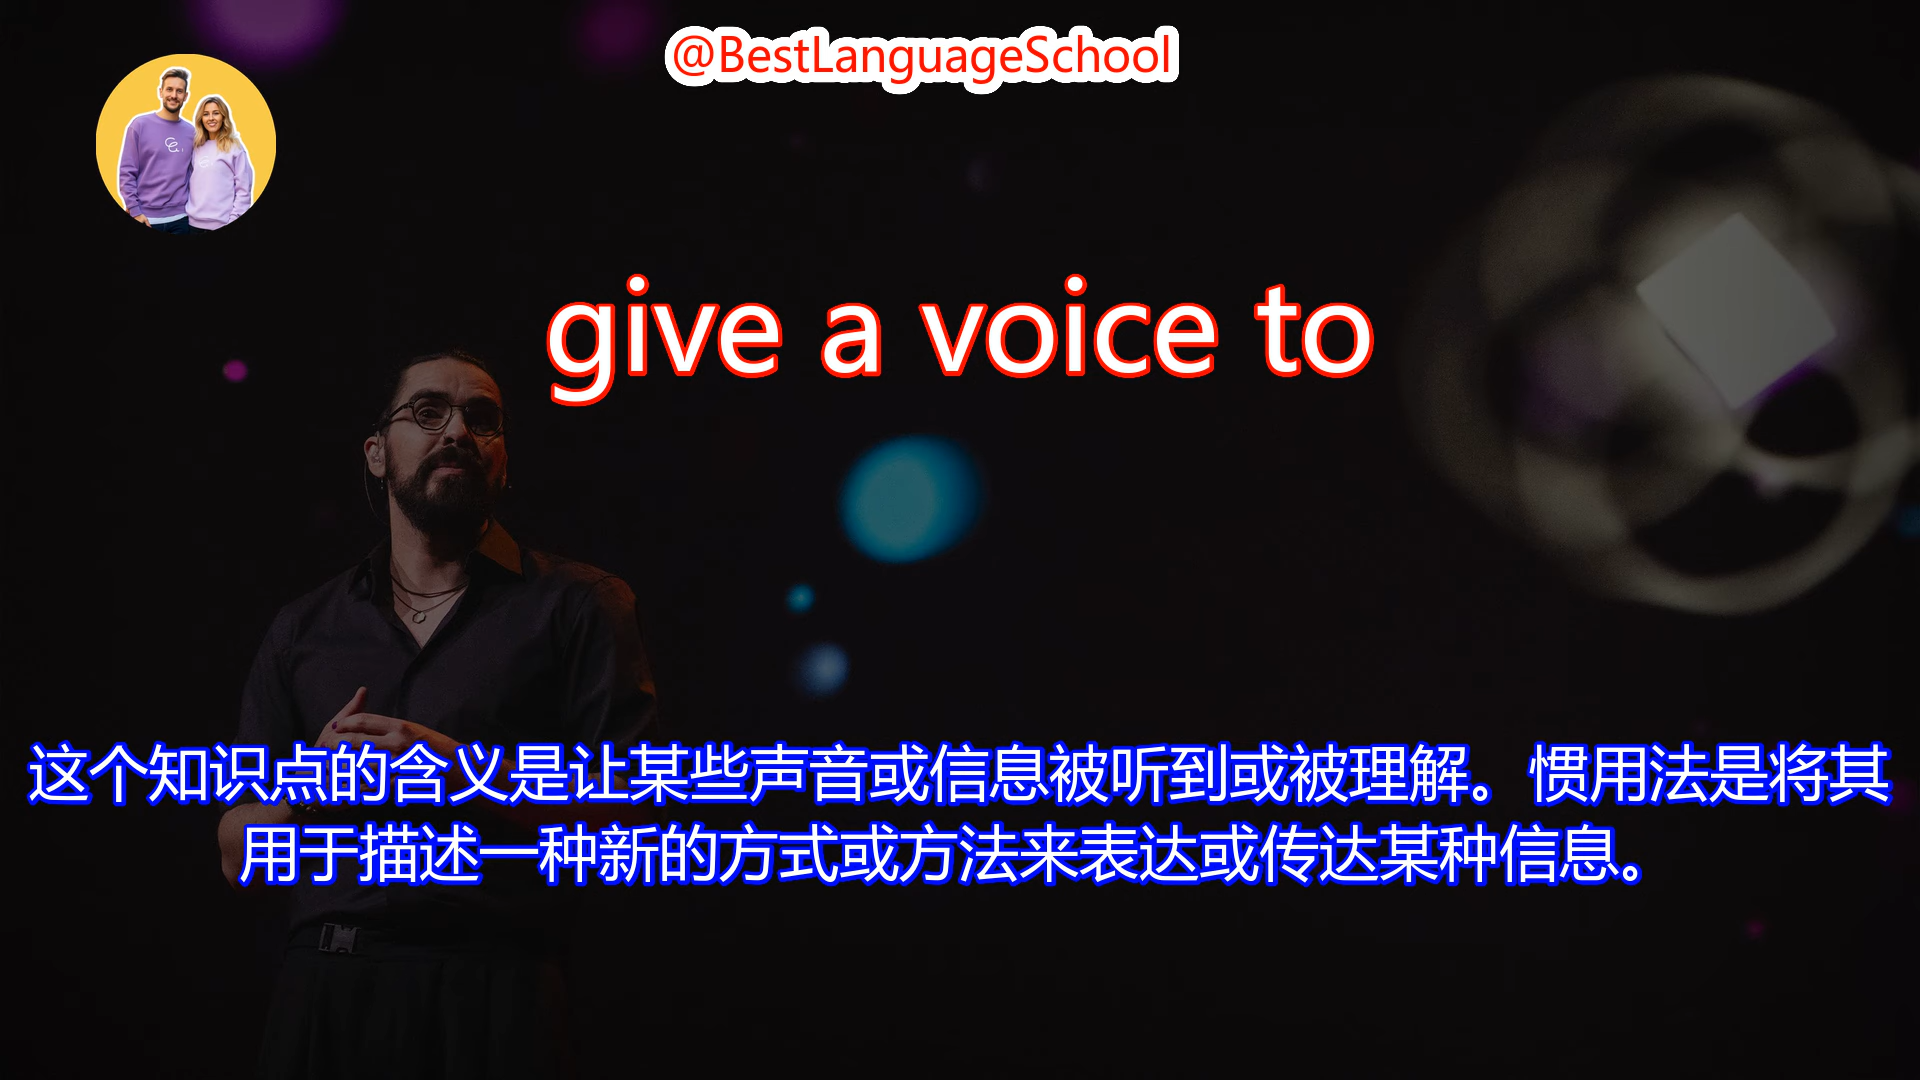 @BestLanguageSchool
give a voice to
这个知识点的含义是让某些声音或信息被听到或被理解。惯用法是将其
用于描述一种新的方式或方法来表达或传达某种信息。